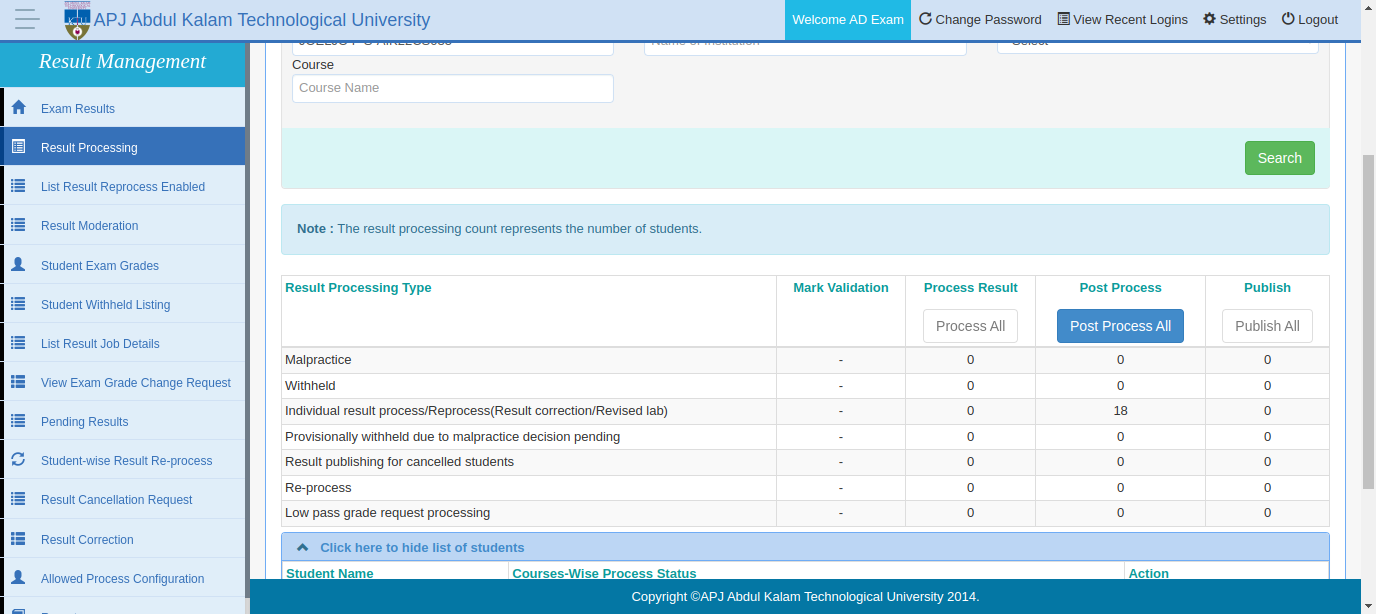 APJ Abdul Kalam Technological University
Welcome AD Exam Change Password View Recent Logins Settings Logout
Result Management
Exam Results
Result Processing
List Result Reprocess Enabled
Result Moderation
Student Exam Grades
Student Withheld Listing
List Result Job Details
View Exam Grade Change Request
Pending Results
Student-wise Result Re-process
Result Cancellation Request
Result Correction
Allowed Process Configuration
Course
Course Name
Search
Note : The result processing count represents the number of students.
Result Processing Type Mark Validation Process Result Post Process Publish
Process All Post Process All Publish All
Malpractice - 0 0 0
Withheld - 0 0 0
Individual result process/Reprocess(Result correction/Revised lab) - 0 18 0
Provisionally withheld due to malpractice decision pending - 0 0 0
Result publishing for cancelled students - 0 0 0
Re-process - 0 0 0
Low pass grade request processing - 0 0 0
Click here to hide list of students
Student Name Courses-Wise Process Status Action
Copyright ©APJ Abdul Kalam Technological University 2014.